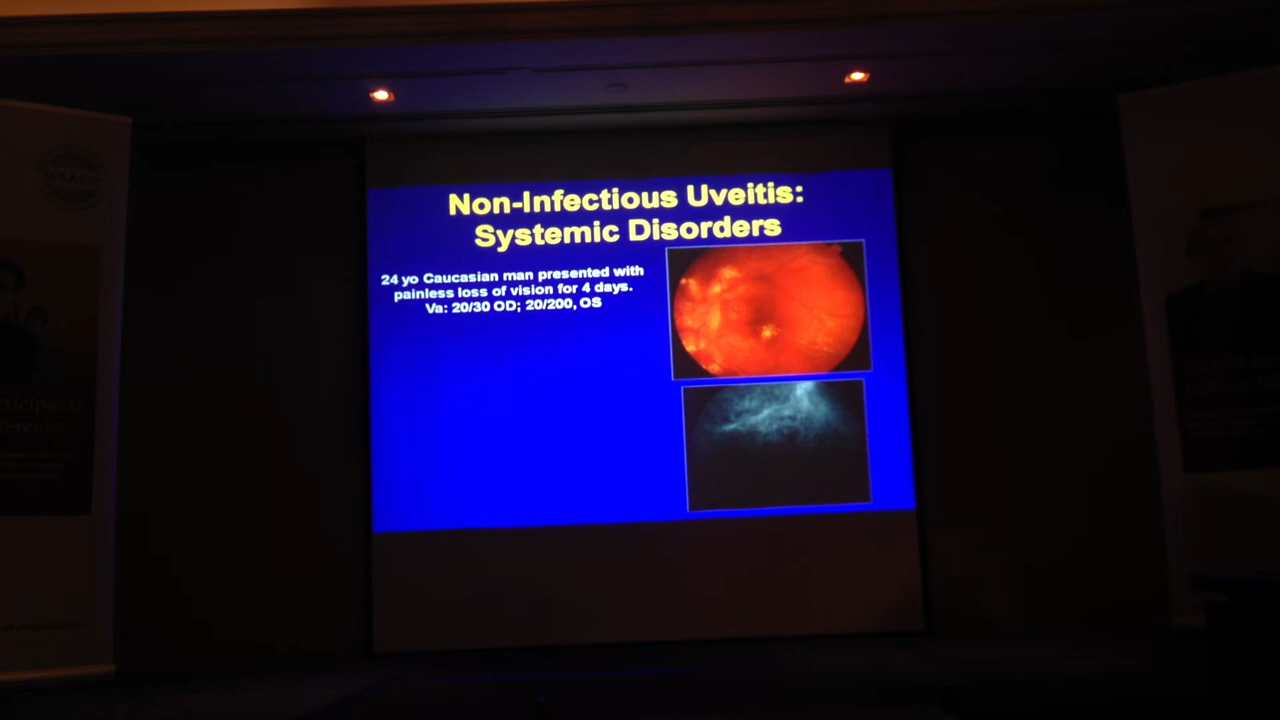 Non-Infectious Uveitis:
Systemic Disorders
24 yo Caucasian man presented with
painless loss of vision for 4 days.
Va: 20/30 OD; 20/200, OS